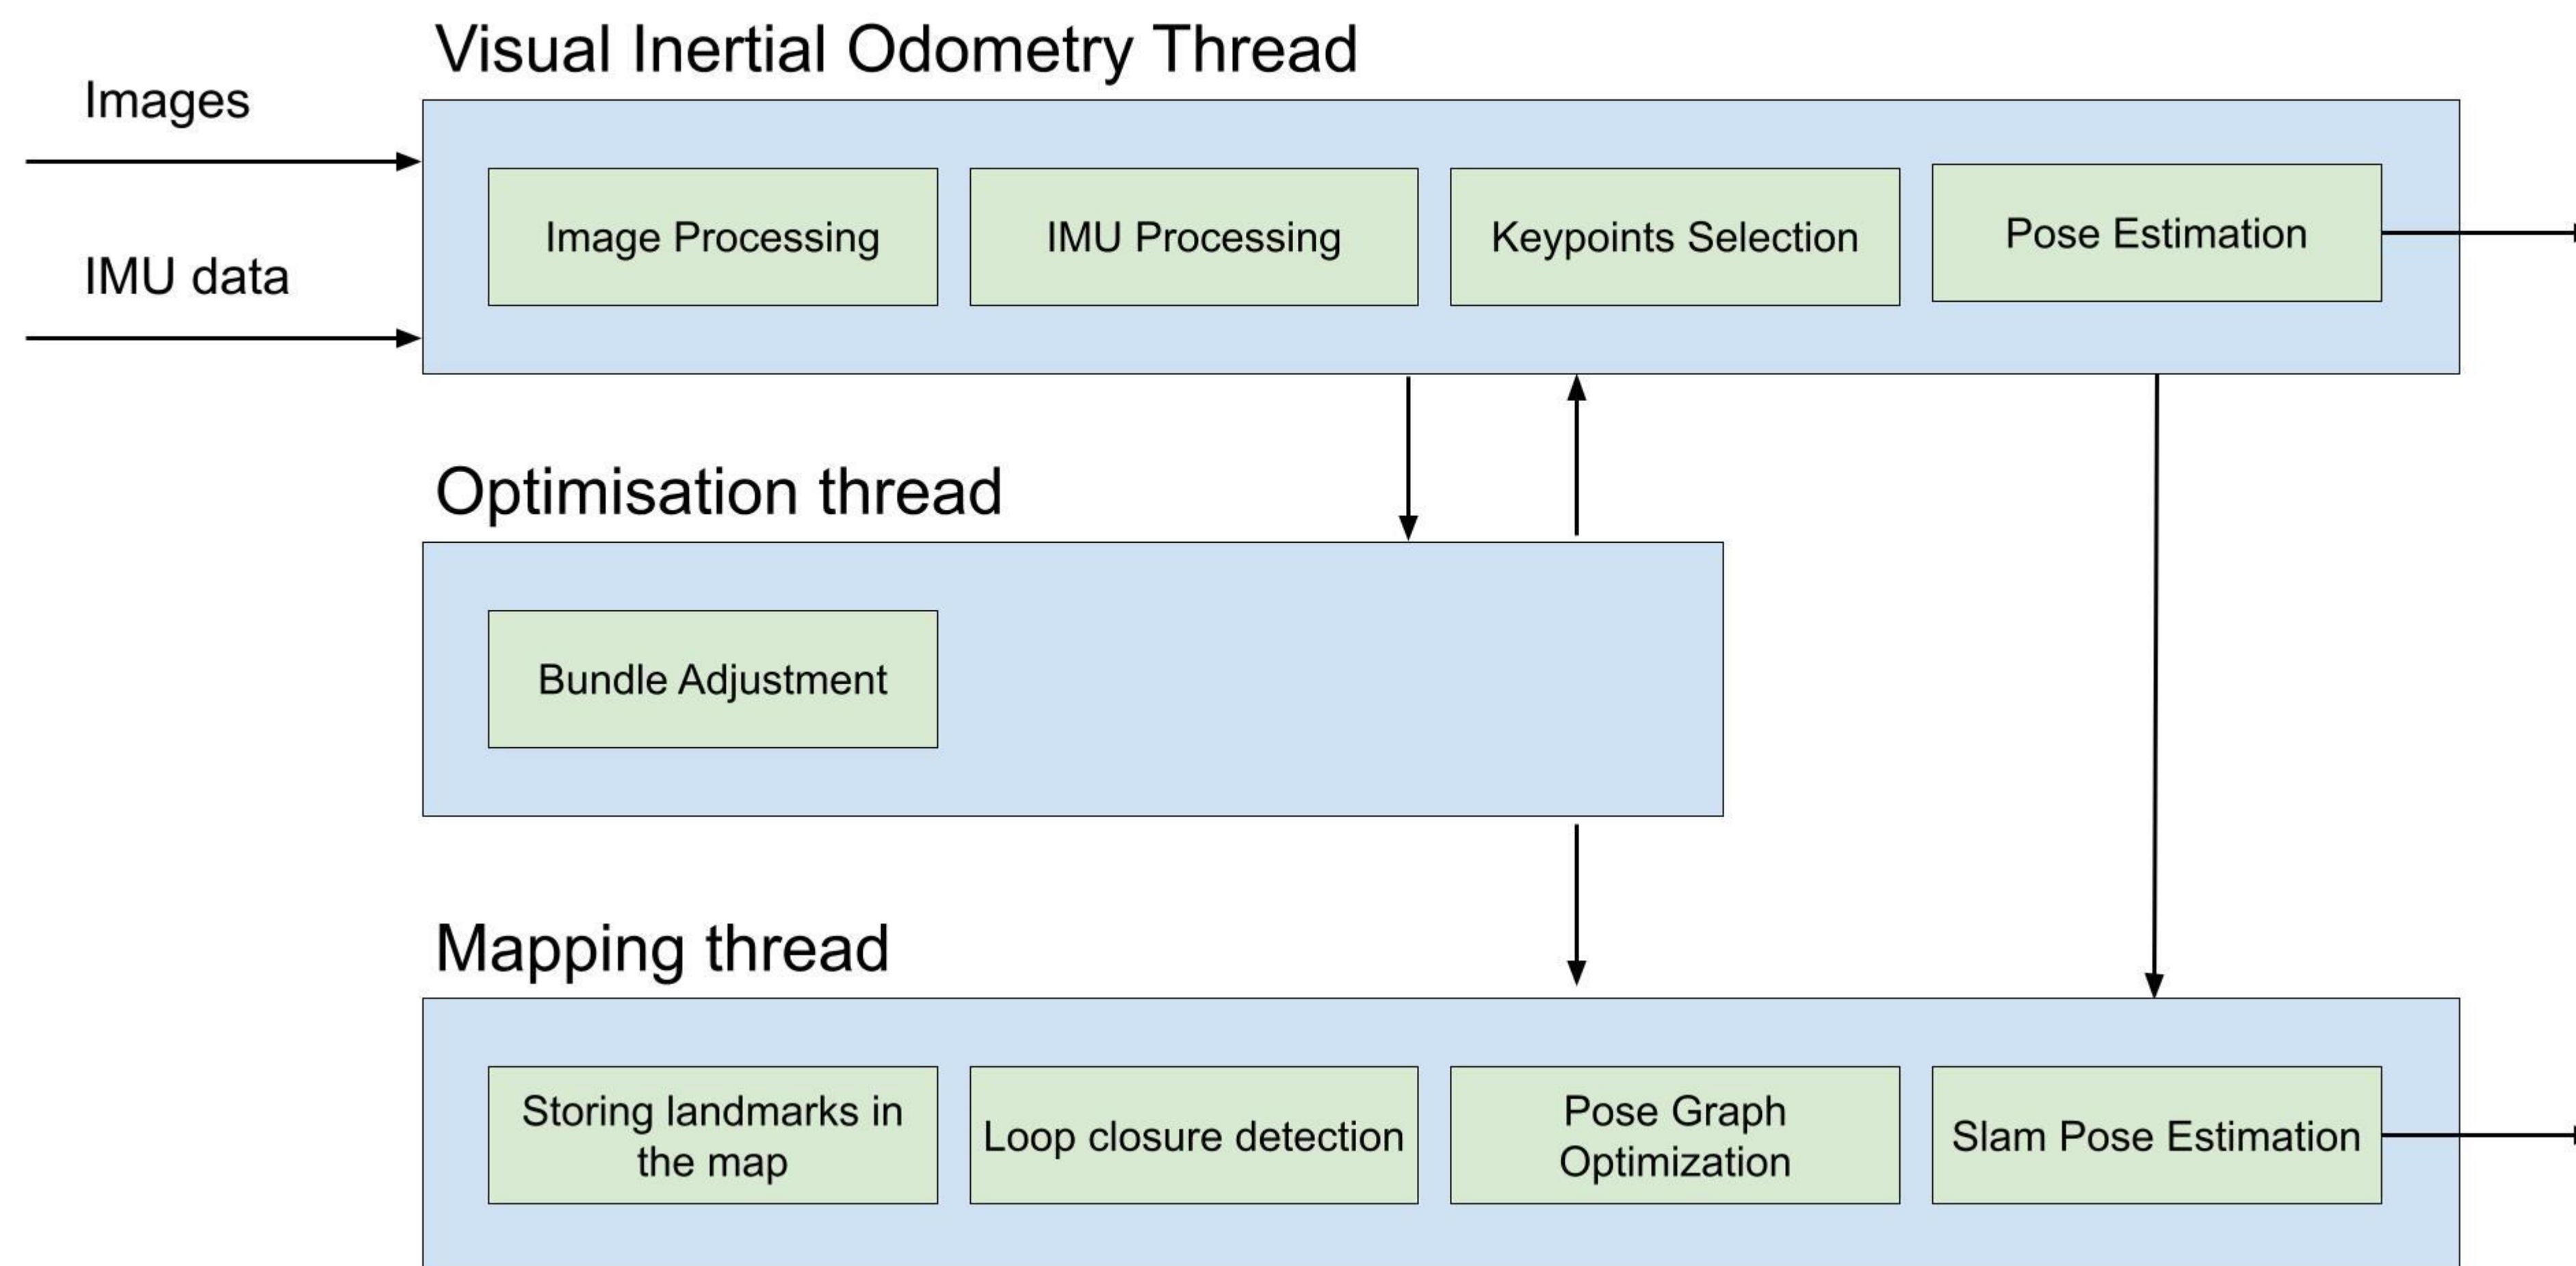 Visual Inertial Odometry Thread
Images
IMU data
Image Processing
IMU Processing
Keypoints Selection
Pose Estimation
Optimisation thread
Bundle Adjustment
Mapping thread
Storing landmarks in
the map
Loop closure detection
Pose Graph
Optimization
Slam Pose Estimation